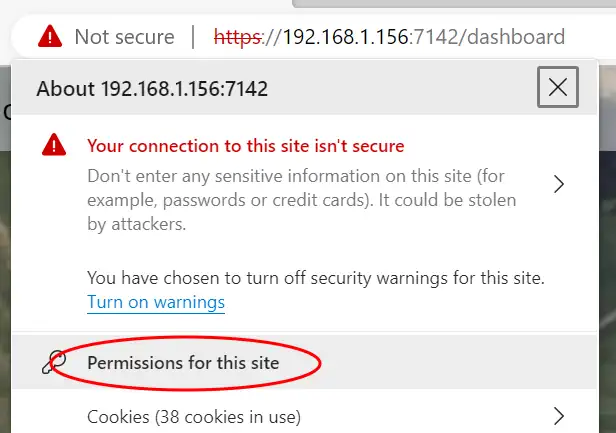 Not secure | https://192.168.1.156:7142/dashboard
About 192.168.1.156:7142
Your connection to this site isn't secure
Don't enter any sensitive information on this site (for
example, passwords or credit cards). It could be stolen
by attackers.
You have chosen to turn off security warnings for this site.
Turn on warnings
Permissions for this site
Cookies (38 cookies in use)